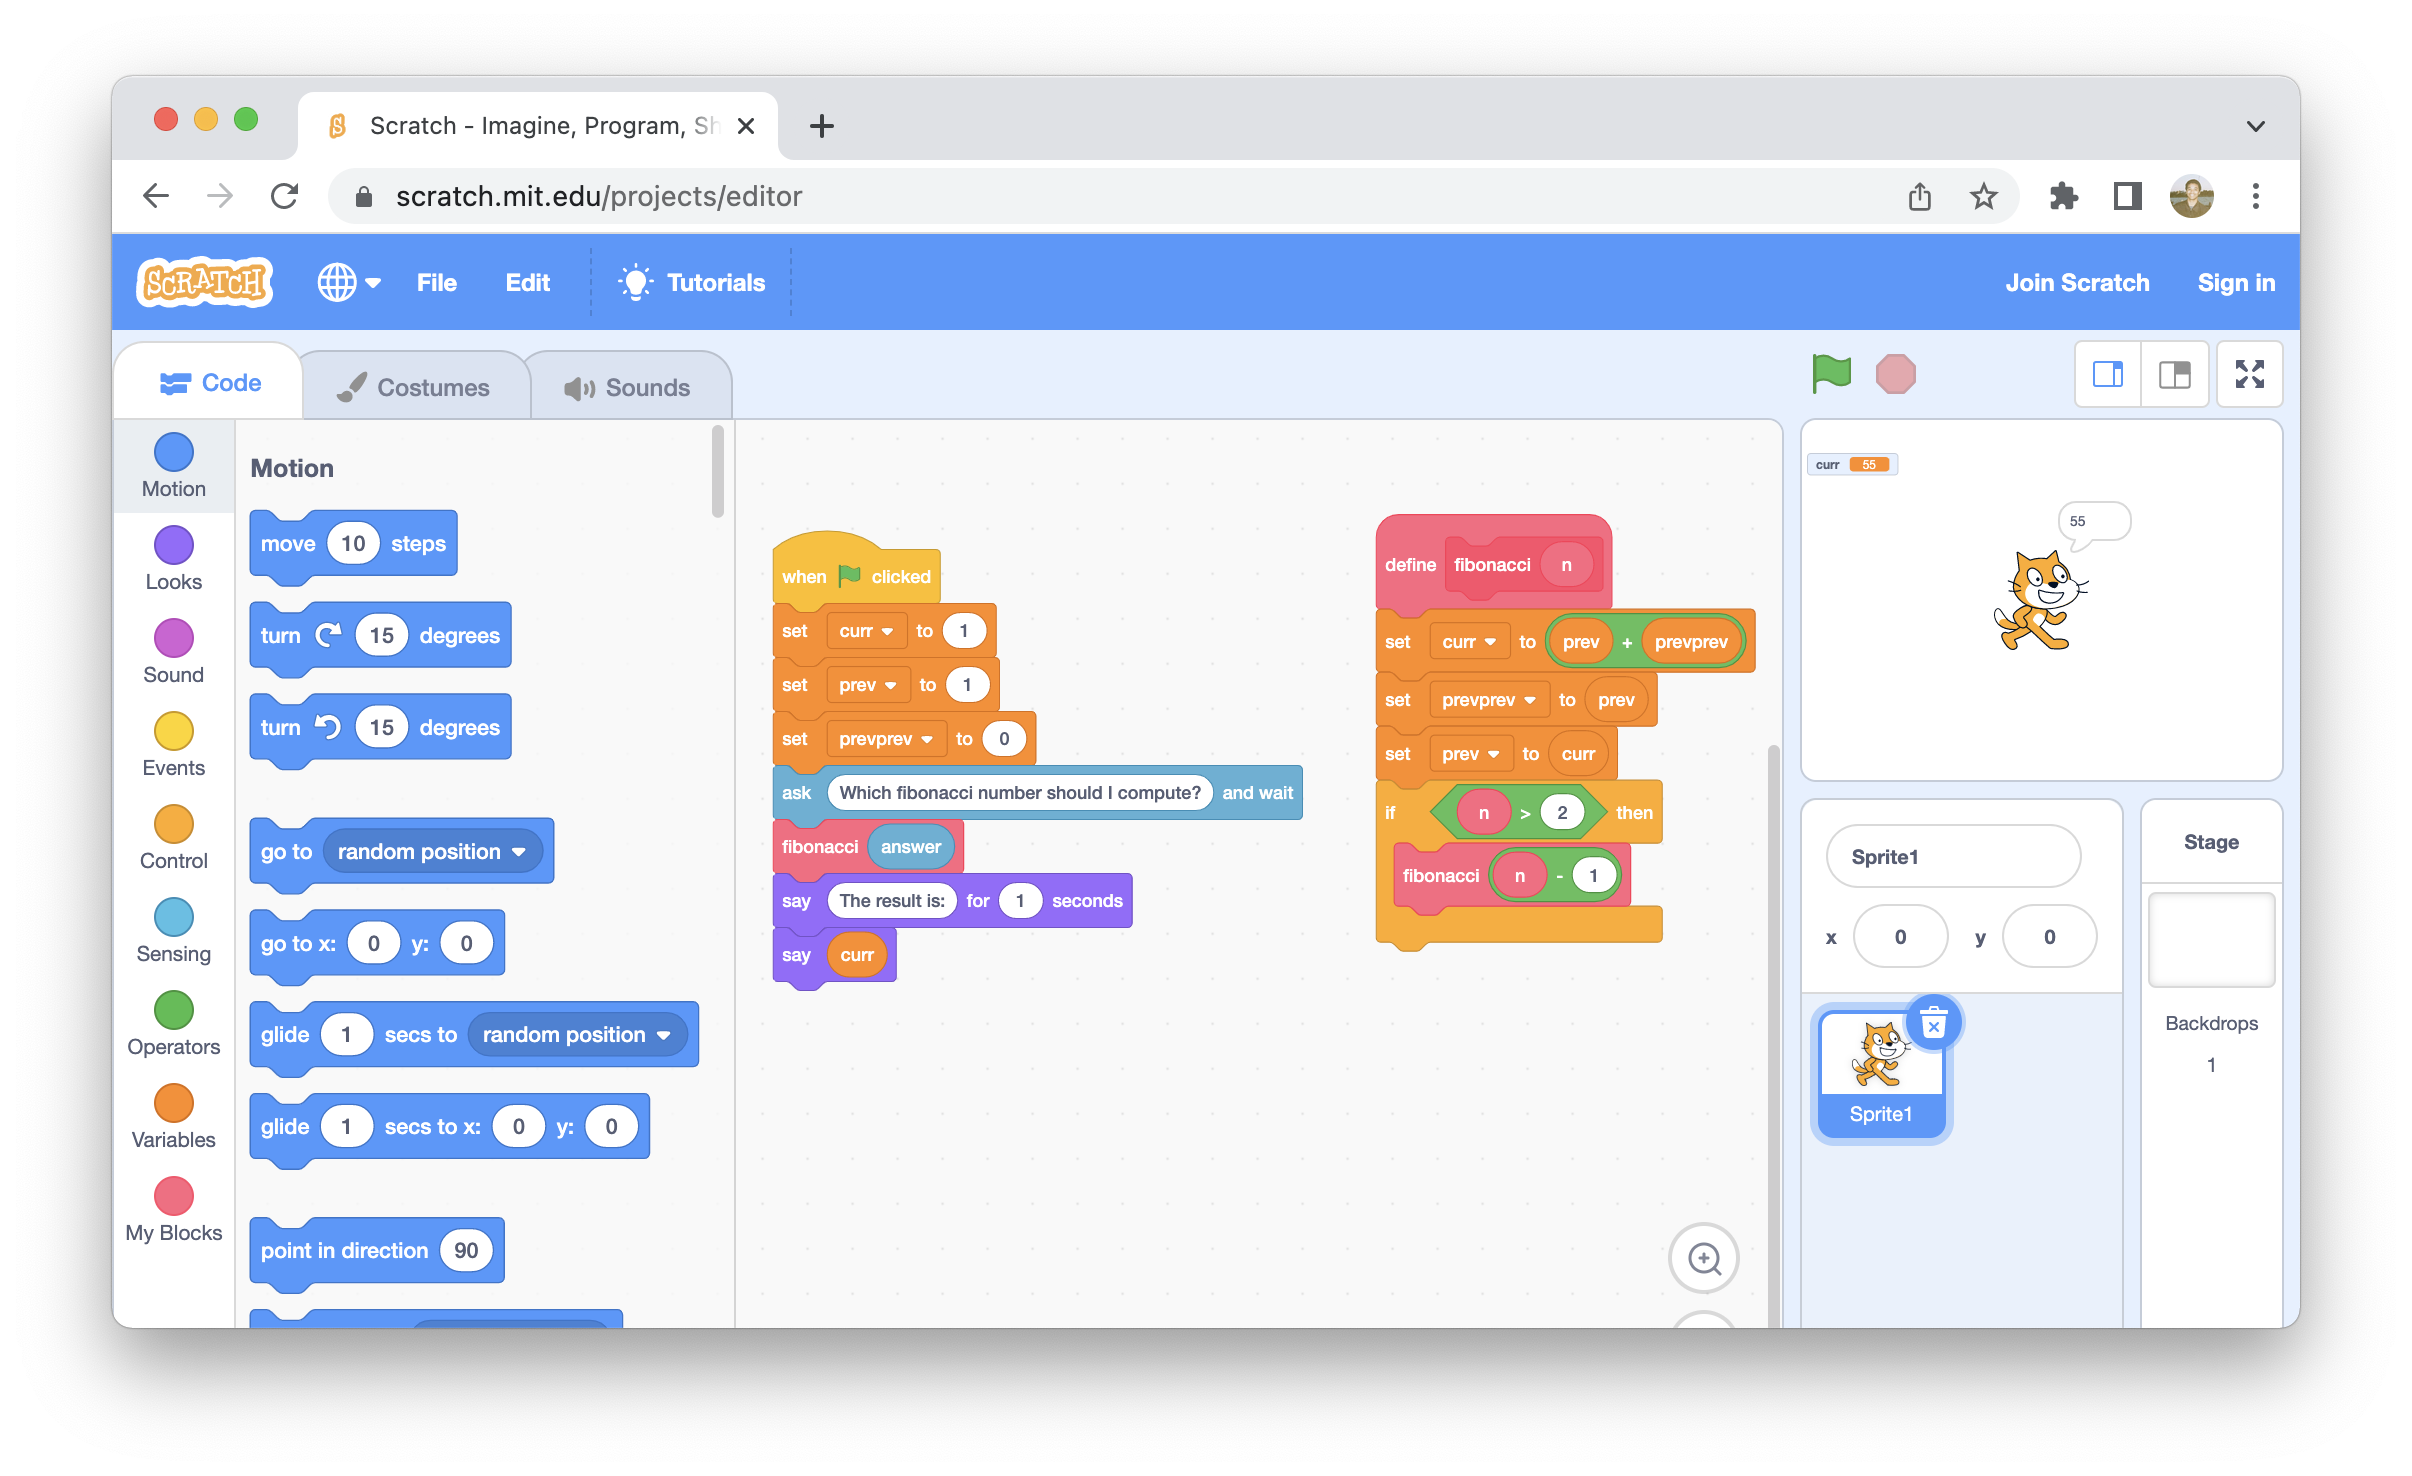 Scratch - Imagine, Program, Sh
scratch.mit.edu/projects/editor
SCRATCH
File
Edit
Tutorials
Join Scratch
Sign in
Code
Costumes
Sounds
Motion
Looks
Sound
Events
Control
Sensing
Operators
Variables
My Blocks
Motion
move 10 steps
turn 15 degrees
turn 15 degrees
go to random position
go to x: 0 y: 0
glide 1 secs to random position
glide 1 secs to x: 0 y: 0
point in direction 90
when clicked
set curr to 1
set prev to 1
set prevprev to 0
ask Which fibonacci number should I compute? and wait
fibonacci answer
say The result is: for 1 seconds
say curr
define fibonacci n
set curr to prev + prevprev
set prevprev to prev
set prev to curr
if n > 2 then
fibonacci n - 1
curr 55
55
Sprite1
x 0 y 0
Sprite1
Stage
Backdrops
1